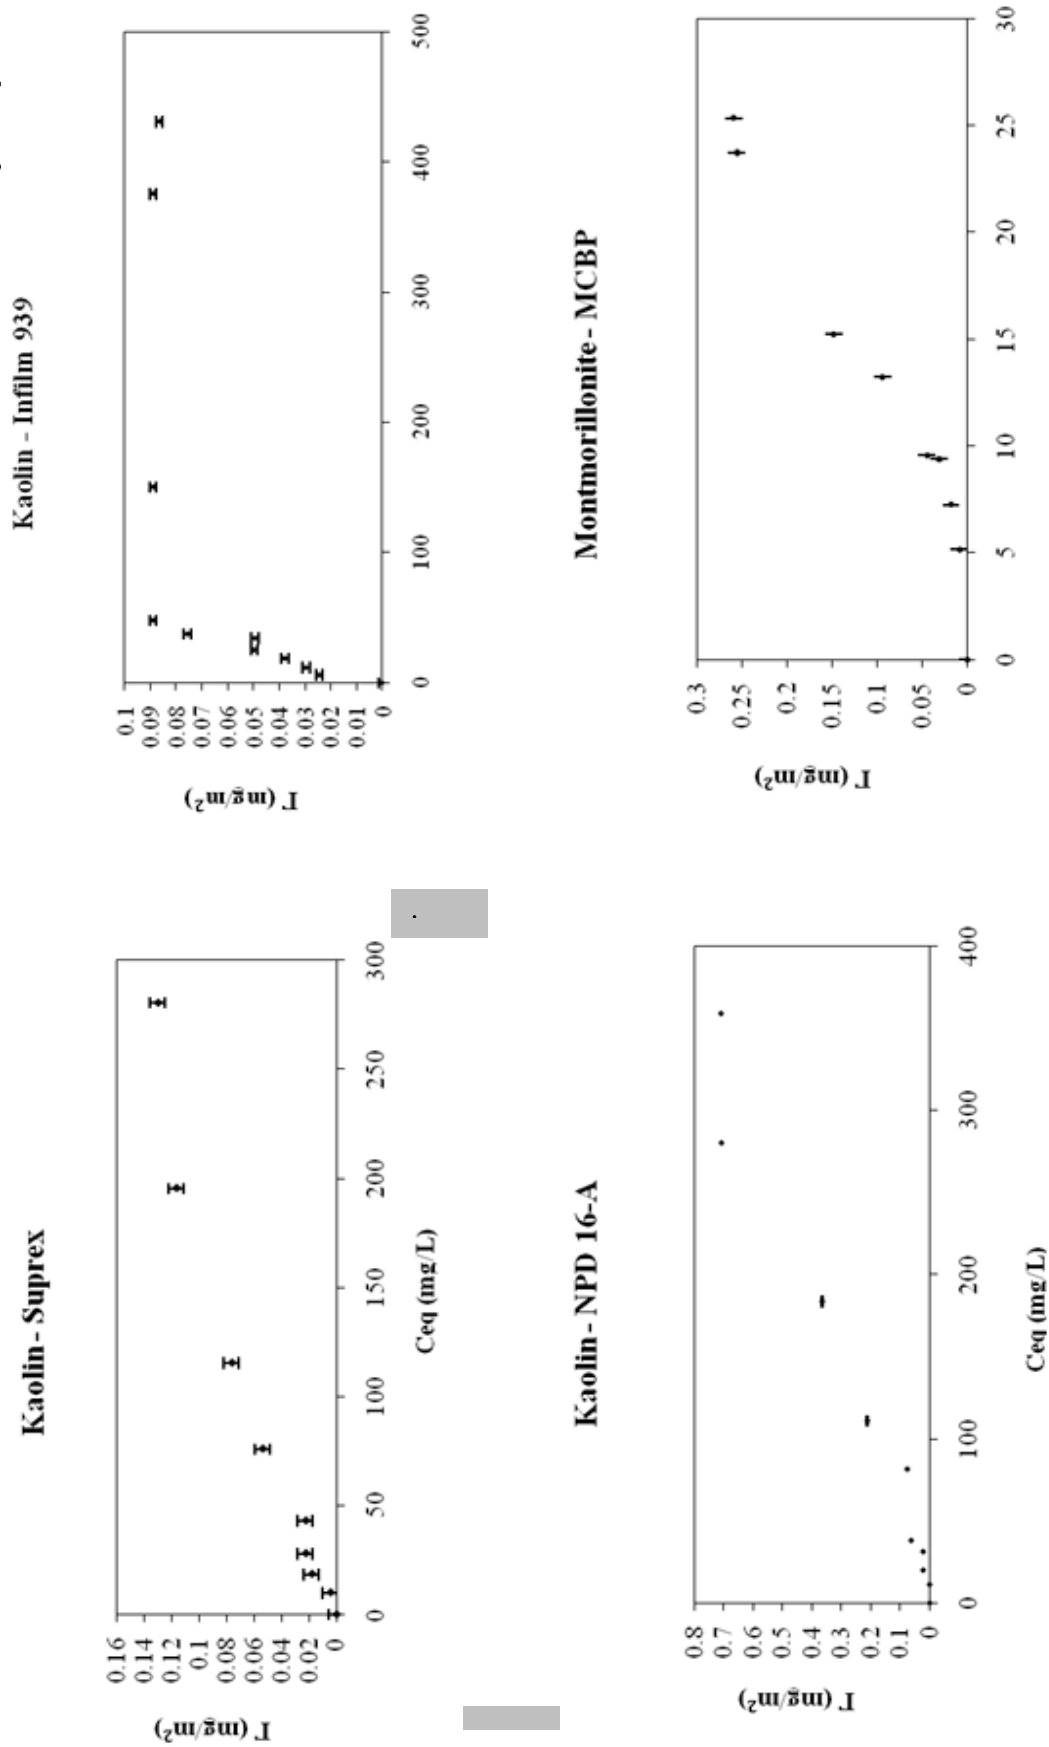 Kaolin - Suprex
0.16
0.14
0.12
0.1
0.08
0.06
0.04
0.02
0
Γ (mg/m²)
0 50 100 150 200 250 300
Ceq (mg/L)
Kaolin - Infilm 939
0.1
0.09
0.08
0.07
0.06
0.05
0.04
0.03
0.02
0.01
0
Γ (mg/m²)
0 100 200 300 400 500
Kaolin - NPD 16-A
0.8
0.7
0.6
0.5
0.4
0.3
0.2
0.1
0
Γ (mg/m²)
0 100 200 300 400
Ceq (mg/L)
Montmorillonite - MCBP
0.3
0.25
0.2
0.15
0.1
0.05
0
Γ (mg/m²)
0 5 10 15 20 25 30